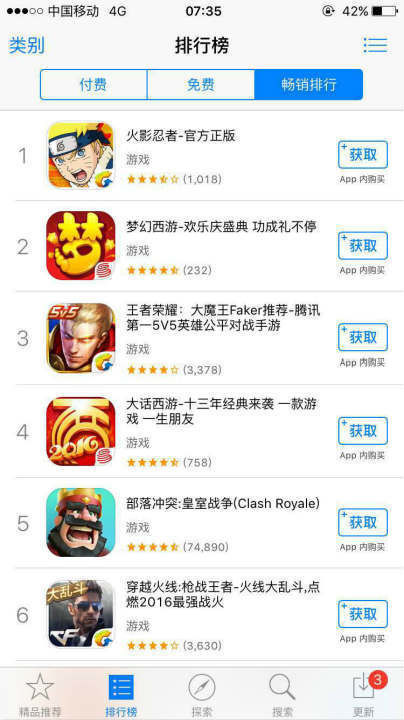 中国移动 4G 07:35 42%
类别 排行榜
付费 免费 畅销排行
1 火影忍者-官方正版
游戏
(1,018)
获取
App 内购买
2 梦幻西游-欢乐庆盛典 功成礼不停
游戏
(232)
获取
App 内购买
梦
3 王者荣耀：大魔王Faker推荐-腾讯
第一5V5英雄公平对战手游
游戏
(3,378)
获取
App 内购买
5v5
4 大话西游-十三年经典来袭 一款游
戏 一生朋友
游戏
(758)
获取
App 内购买
2016
5 部落冲突:皇室战争(Clash Royale)
游戏
(74,890)
获取
App 内购买
6 穿越火线:枪战王者-火线大乱斗,点
燃2016最强战火
游戏
(3,630)
获取
App 内购买
大乱斗
CF
精品推荐 排行榜 探索 搜索 更新
3